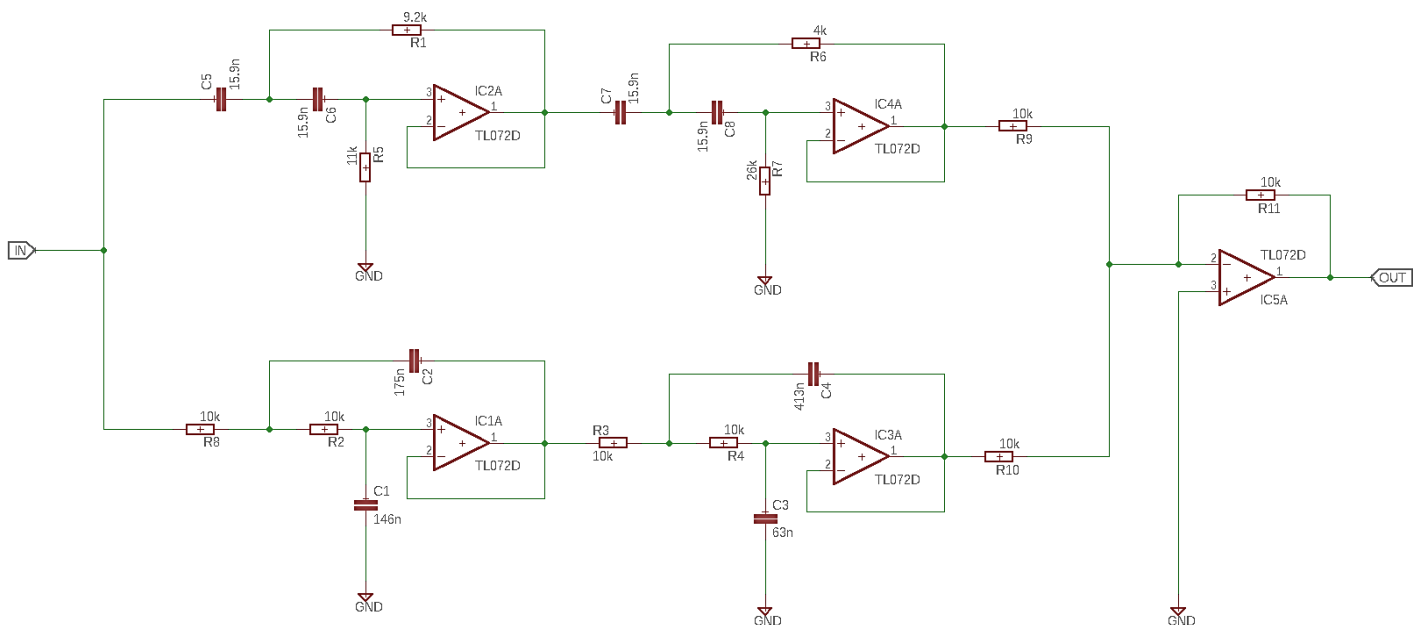 9.2k
R1
C5
15.9n
15.9n
C6
3
2
1
IC2A
TL072D
11k
R5
GND
4k
R6
C7
15.9n
15.9n
C8
3
2
1
IC4A
TL072D
26k
R7
GND
10k
R9
IN
10k
R11
TL072D
2
3
1
IC5A
OUT
GND
175n
C2
10k
R8
10k
R2
3
2
1
IC1A
TL072D
C1
146n
GND
413n
C4
R3
10k
10k
R4
3
2
1
IC3A
TL072D
C3
63n
GND
10k
R10